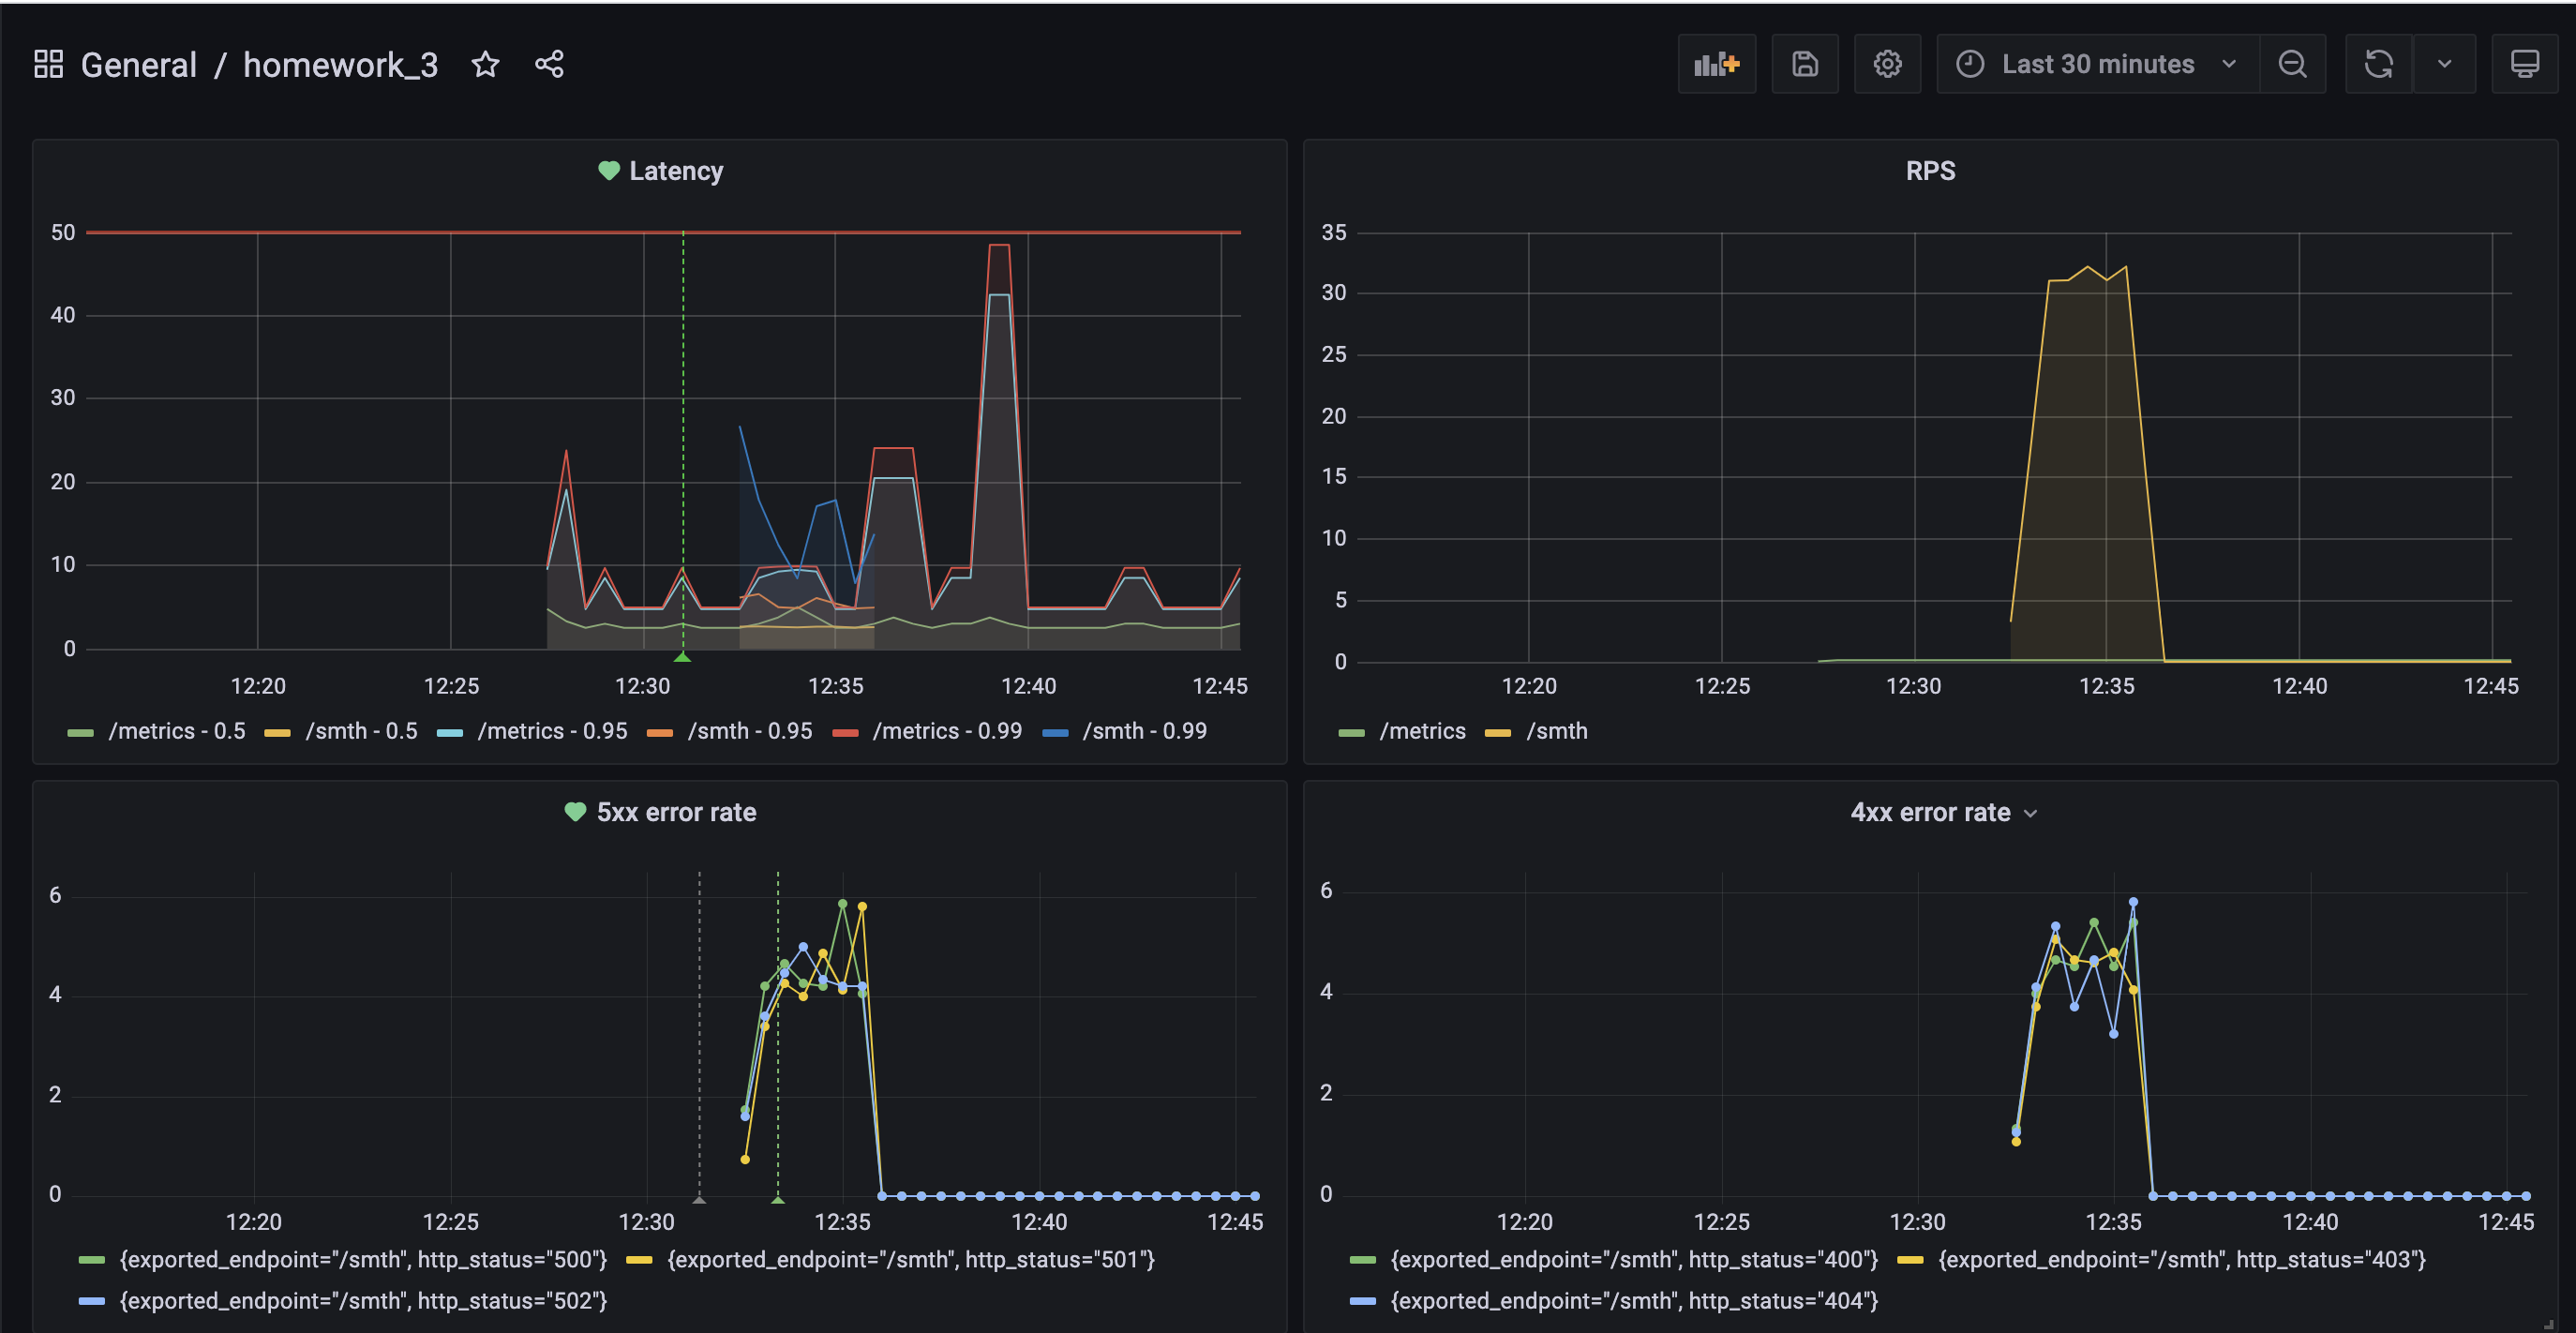 General / homework_3
Last 30 minutes
Latency
50
40
30
20
10
0
12:20 12:25 12:30 12:35 12:40 12:45
/metrics - 0.5 /smth - 0.5 /metrics - 0.95 /smth - 0.95 /metrics - 0.99 /smth - 0.99
RPS
35
30
25
20
15
10
5
0
12:20 12:25 12:30 12:35 12:40 12:45
/metrics /smth
5xx error rate
6
4
2
0
12:20 12:25 12:30 12:35 12:40 12:45
{exported_endpoint="/smth", http_status="500"} {exported_endpoint="/smth", http_status="501"}
{exported_endpoint="/smth", http_status="502"}
4xx error rate
6
4
2
0
12:20 12:25 12:30 12:35 12:40 12:45
{exported_endpoint="/smth", http_status="400"} {exported_endpoint="/smth", http_status="403"}
{exported_endpoint="/smth", http_status="404"}